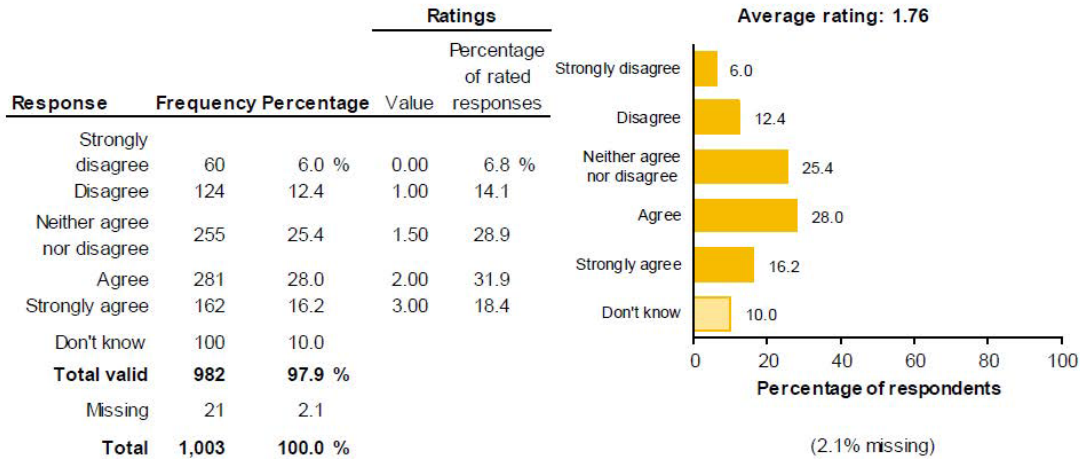 Ratings
Average rating: 1.76
Percentage
of rated
Response Frequency Percentage Value responses
Strongly
disagree 60 6.0 % 0.00 6.8 %
Disagree 124 12.4 1.00 14.1
Neither agree
nor disagree 255 25.4 1.50 28.9
Agree 281 28.0 2.00 31.9
Strongly agree 162 16.2 3.00 18.4
Don't know 100 10.0
Total valid 982 97.9 %
Missing 21 2.1
Total 1,003 100.0 %
Strongly disagree 6.0
Disagree 12.4
Neither agree
nor disagree 25.4
Agree 28.0
Strongly agree 16.2
Don't know 10.0
0 20 40 60 80 100
Percentage of respondents
(2.1% missing)